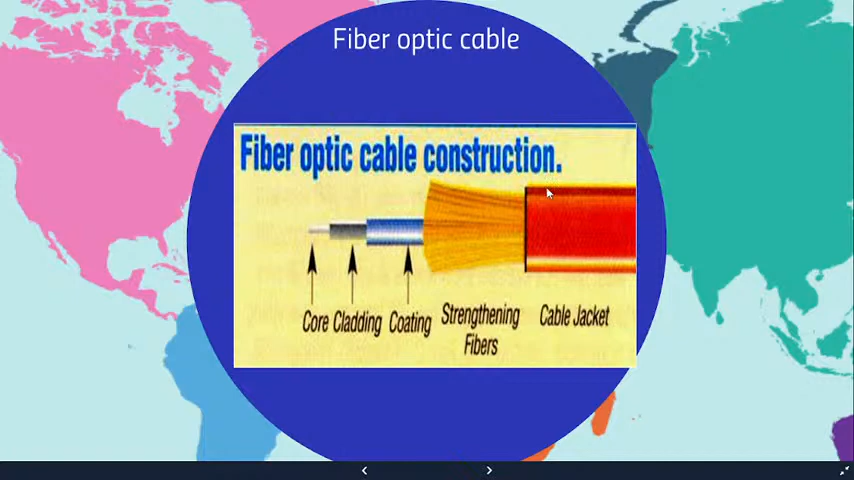 Fiber optic cable
Fiber optic cable construction.
Core Cladding Coating Strengthening Fibers Cable Jacket